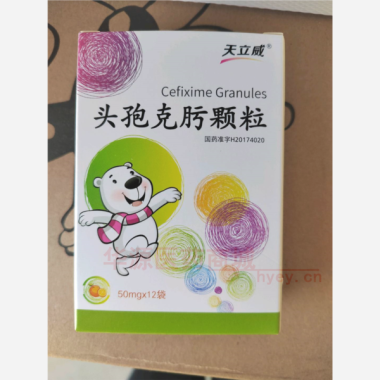 天立威®
Cefixime Granules
头孢克肟颗粒
国药准字H20174020
50mgx12袋